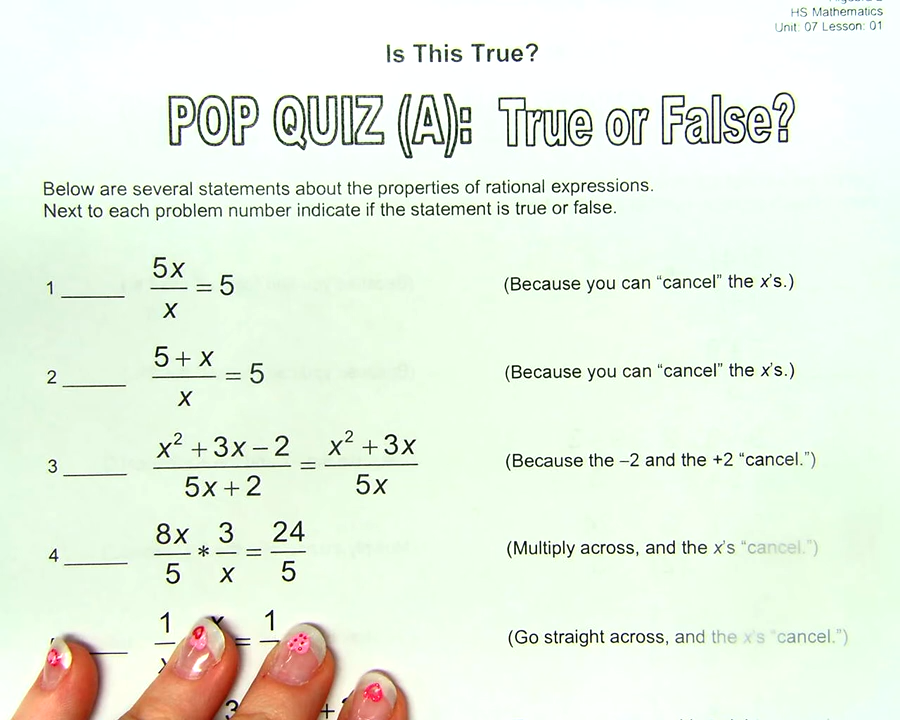 HS Mathematics
Unit: 07 Lesson: 01
Is This True?
POP QUIZ (A): True or False?
Below are several statements about the properties of rational expressions.
Next to each problem number indicate if the statement is true or false.
1 ______ 5x/x = 5 (Because you can “cancel” the x's.)
2 ______ (5 + x)/x = 5 (Because you can “cancel” the x's.)
3 ______ (x² + 3x − 2)/(5x + 2) = (x² + 3x)/(5x) (Because the –2 and the +2 “cancel.”)
4 ______ 8x/5 * 3/x = 24/5 (Multiply across, and the x's “cancel.”)
1 x = 1 (Go straight across, and the x's “cancel.”)
3 +